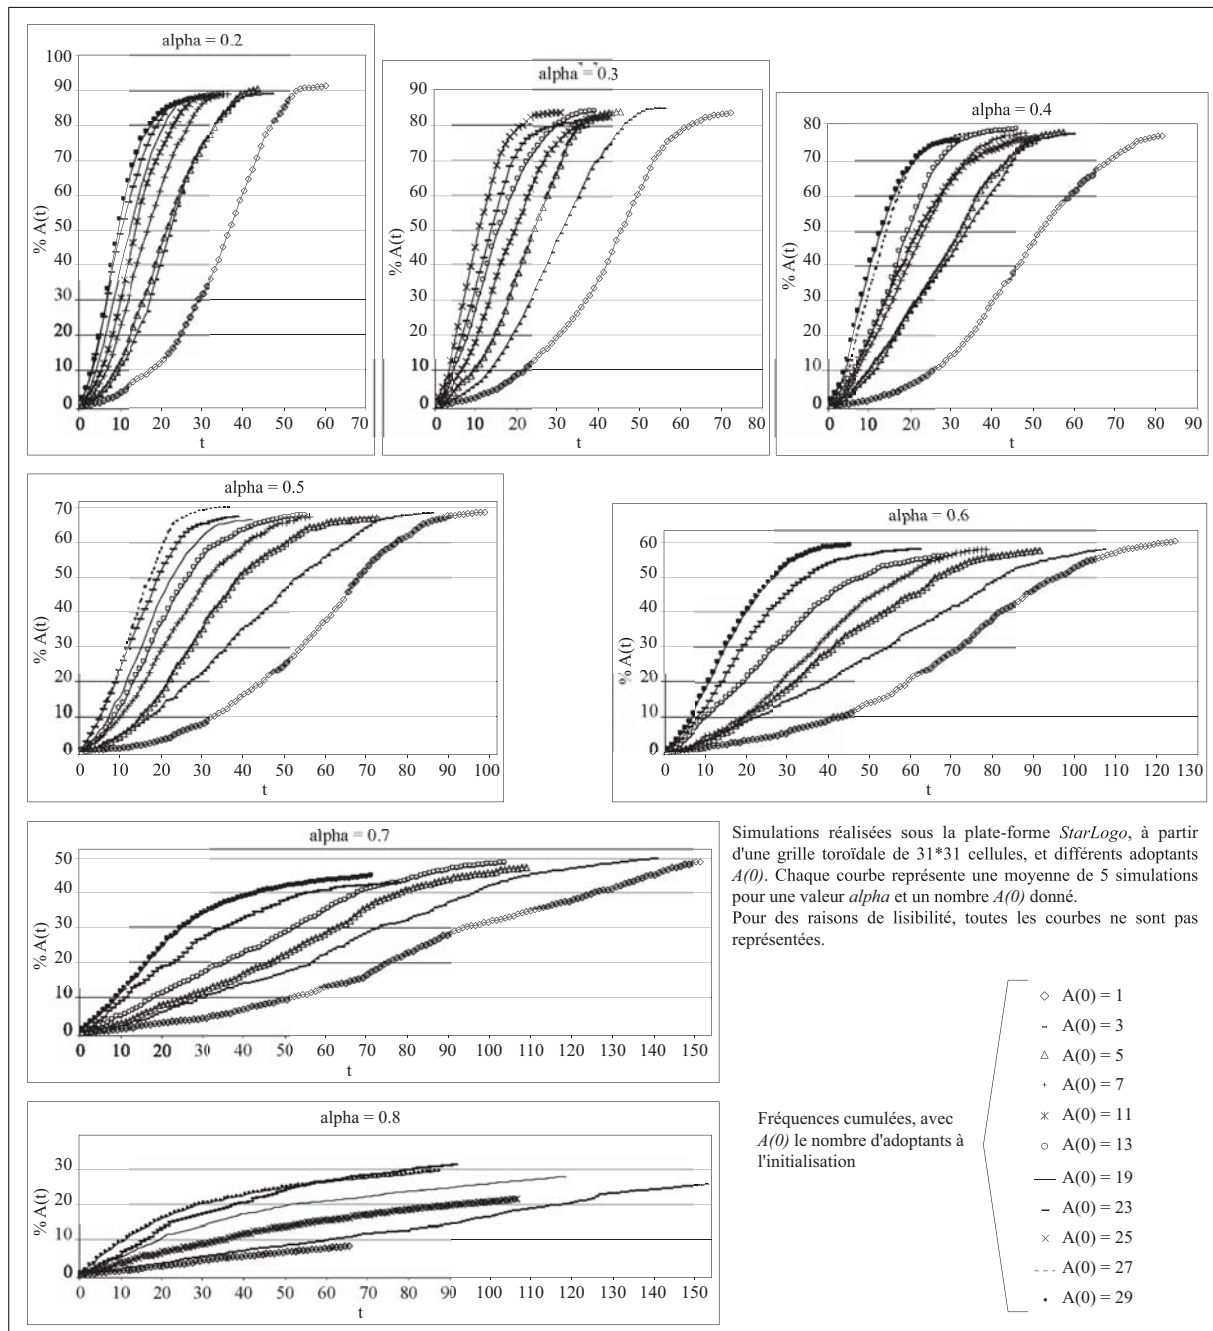 alpha = 0.2
100
90
80
70
60
50
40
30
20
10
0
% A(t)
0 10 20 30 40 50 60 70
t
alpha = 0.3
90
80
70
60
50
40
30
20
10
0
% A(t)
0 10 20 30 40 50 60 70 80
t
alpha = 0.4
80
70
60
50
40
30
20
10
0
% A(t)
0 10 20 30 40 50 60 70 80 90
t
alpha = 0.5
70
60
50
40
30
20
10
0
% A(t)
0 10 20 30 40 50 60 70 80 90 100
t
alpha = 0.6
60
50
40
30
20
10
0
% A(t)
0 10 20 30 40 50 60 70 80 90 100 110 120 130
t
alpha = 0.7
50
40
30
20
10
0
% A(t)
0 10 20 30 40 50 60 70 80 90 100 110 120 130 140 150
t
Simulations réalisées sous la plate-forme StarLogo, à partir
d'une grille toroïdale de 31*31 cellules, et différents adoptants
A(0). Chaque courbe représente une moyenne de 5 simulations
pour une valeur alpha et un nombre A(0) donné.
Pour des raisons de lisibilité, toutes les courbes ne sont pas
représentées.
alpha = 0.8
30
20
10
0
% A(t)
0 10 20 30 40 50 60 70 80 90 100 110 120 130 140 150
t
Fréquences cumulées, avec
A(0) le nombre d'adoptants à
l'initialisation
A(0) = 1
A(0) = 3
A(0) = 5
A(0) = 7
A(0) = 11
A(0) = 13
A(0) = 19
A(0) = 23
A(0) = 25
A(0) = 27
A(0) = 29